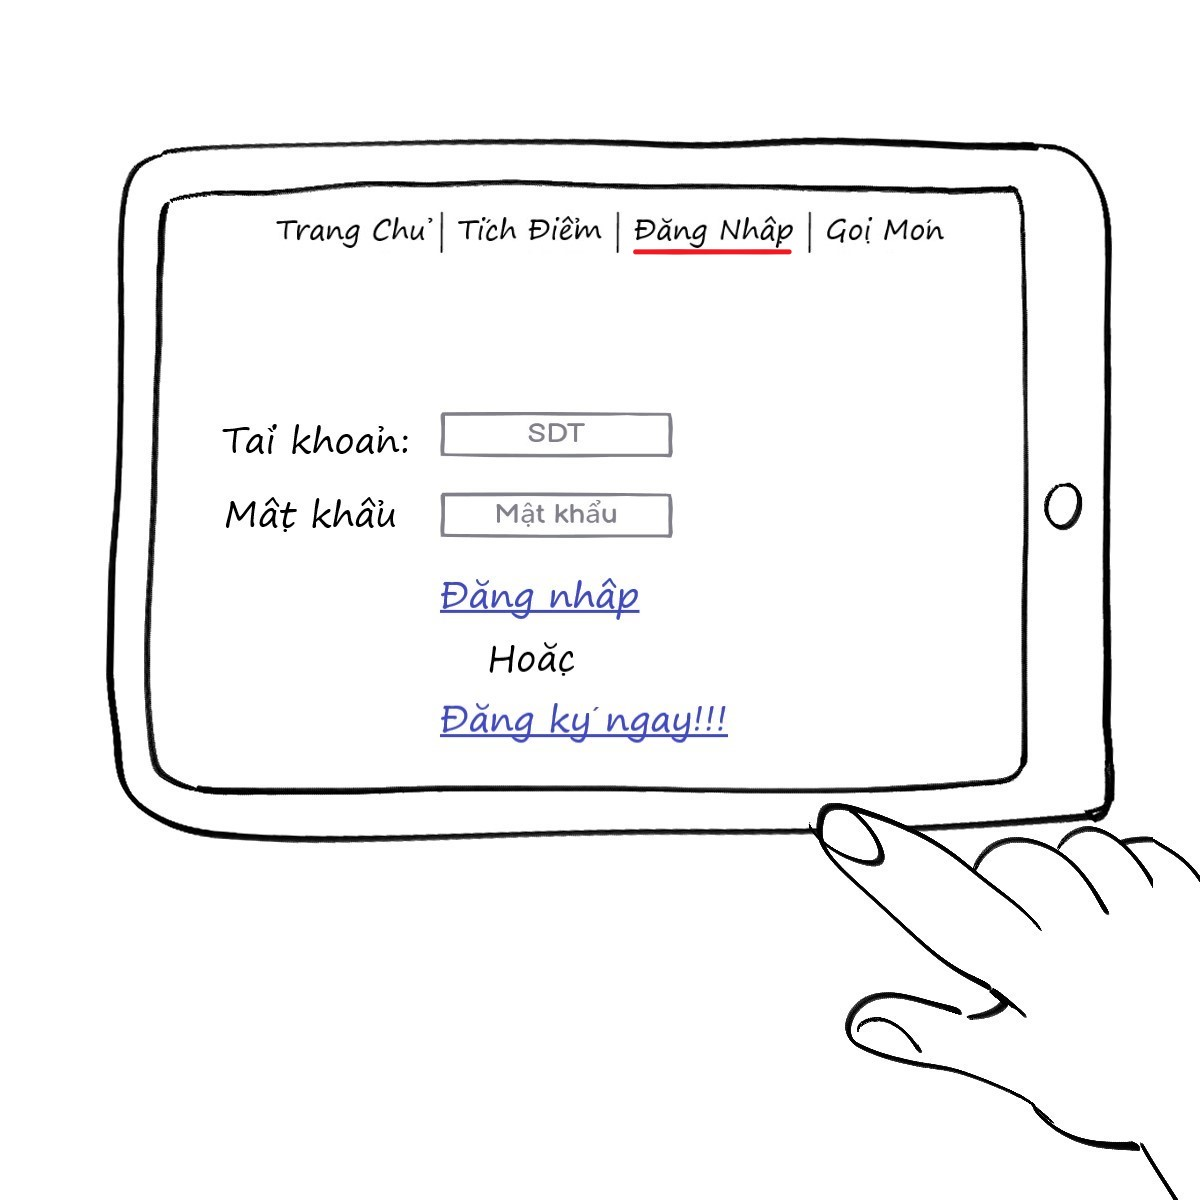 Trang Chủ | Tích Điểm | Đăng Nhập | Gọi Món
Tài khoản: SDT
Mật khẩu Mật khẩu
Đăng nhập
Hoặc
Đăng ký ngay!!!